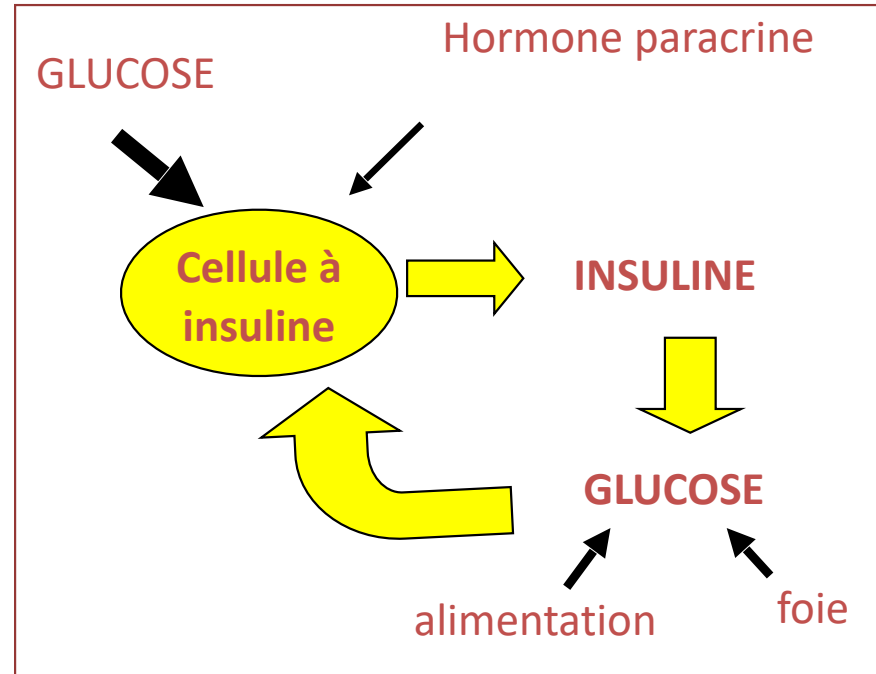 Hormone paracrine
GLUCOSE
Cellule à
insuline
INSULINE
GLUCOSE
alimentation
foie